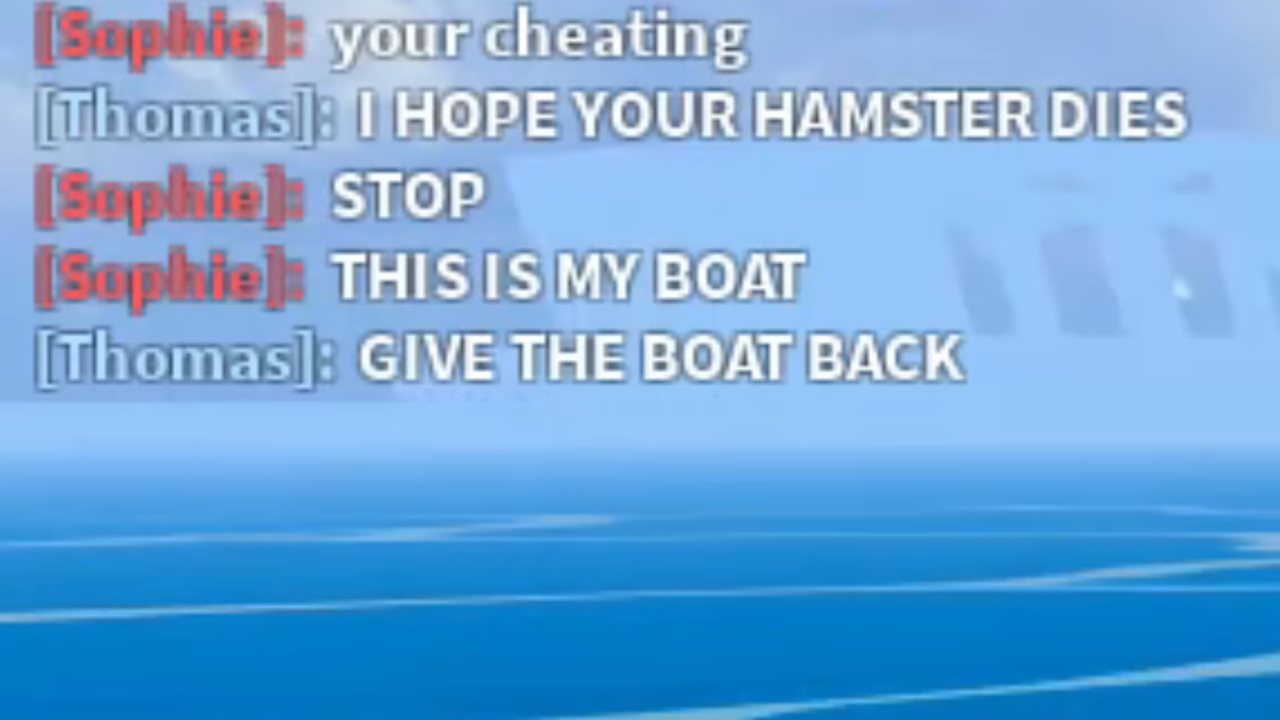 [Sophie]: your cheating
[Thomas]: I HOPE YOUR HAMSTER DIES
[Sophie]: STOP
[Sophie]: THIS IS MY BOAT
[Thomas]: GIVE THE BOAT BACK